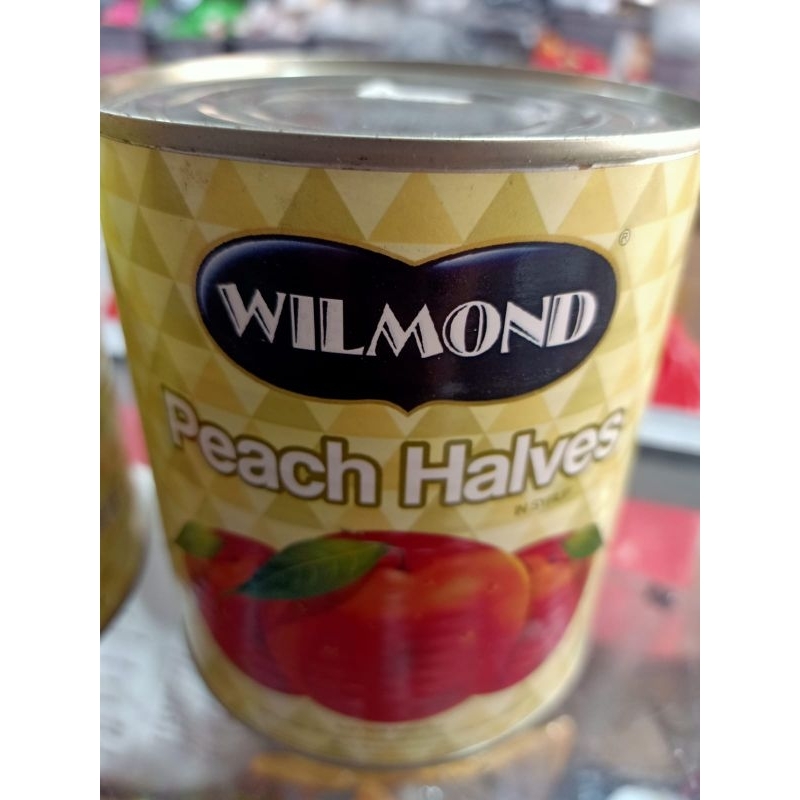 WILMOND
®
Peach Halves
IN SYRUP